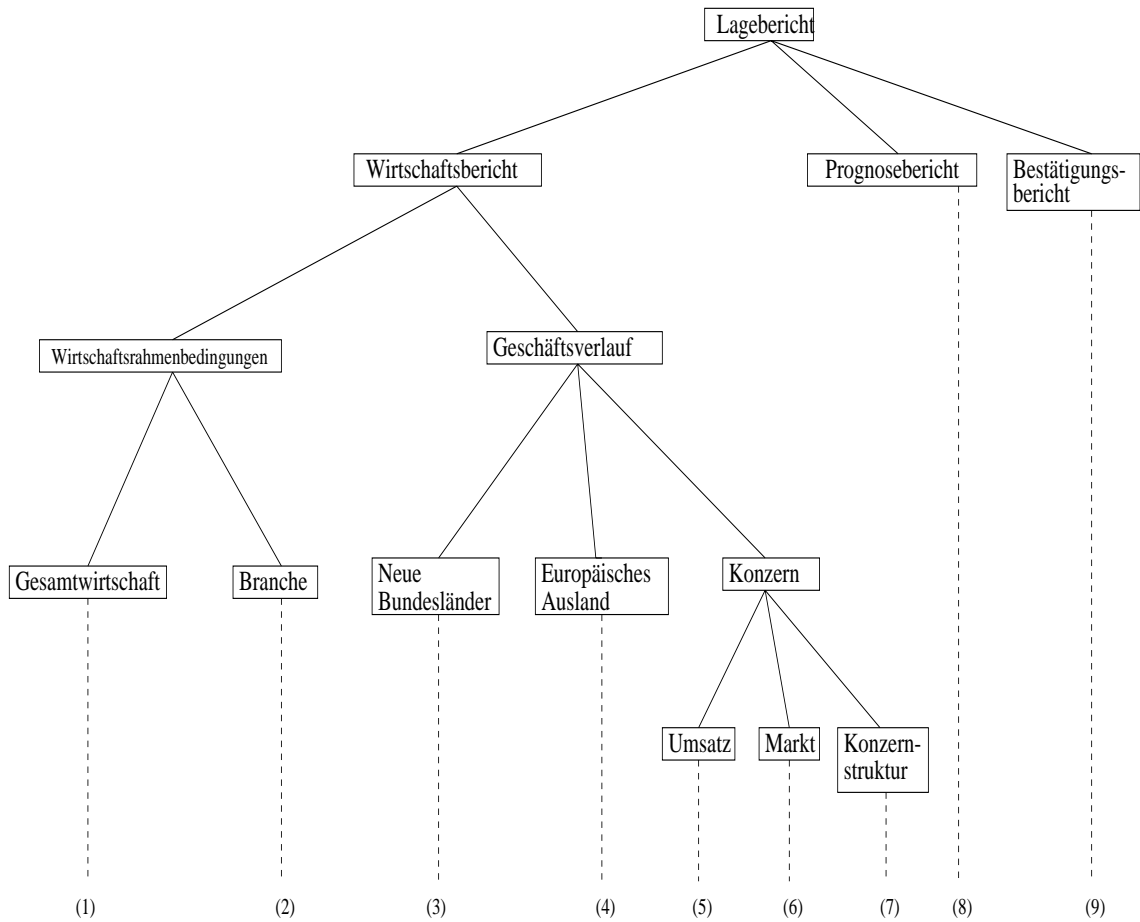 Lagebericht
Wirtschaftsbericht
Prognosebericht
Bestätigungs-
bericht
Wirtschaftsrahmenbedingungen
Geschäftsverlauf
Gesamtwirtschaft
Branche
Neue
Bundesländer
Europäisches
Ausland
Konzern
Umsatz
Markt
Konzern-
struktur
(1) (2) (3) (4) (5) (6) (7) (8) (9)